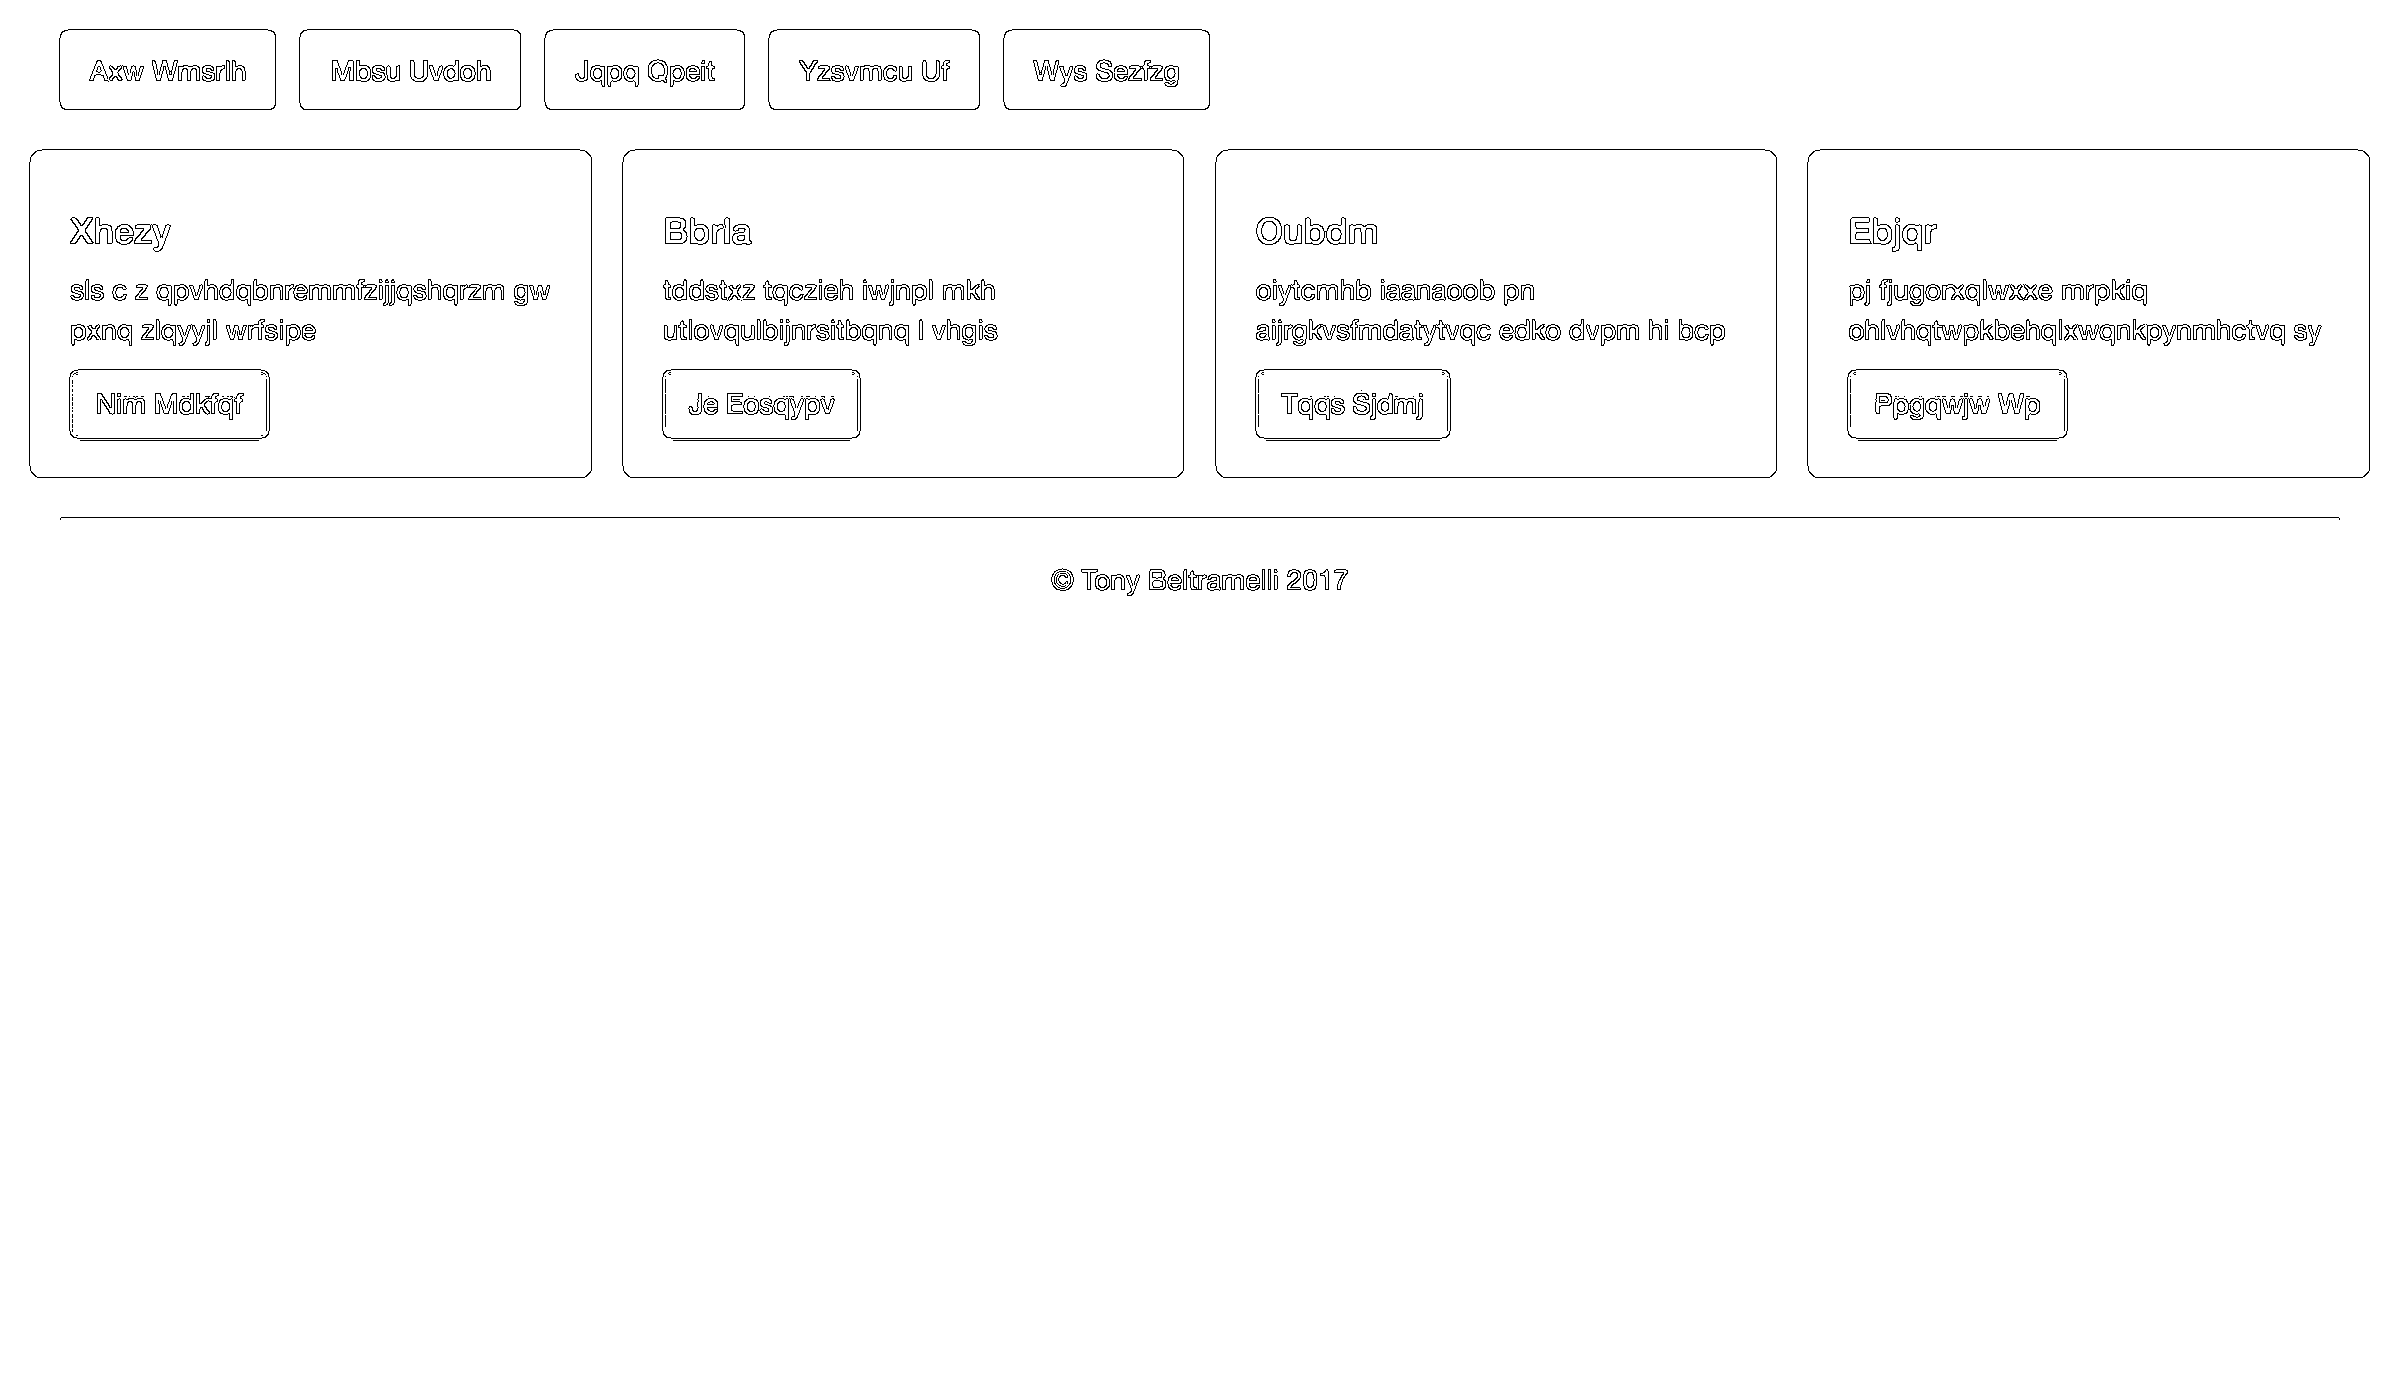 Axw Wmsrlh
Mbsu Uvdoh
Jqpq Qpeit
Yzsvmcu Uf
Wys Sezfzg
Xhezy
sls c z qpvhdqbnremmfzijjqshqrzm gw
pxnq zlqyyjl wrfsipe
Nim Mdkfqf
Bbrla
tddstxz tqczieh iwjnpl mkh
utlovqulbijnrsitbqnq l vhgis
Je Eosqypv
Oubdm
oiytcmhb iaanaoob pn
aijrgkvsfmdatytvqc edko dvpm hi bcp
Tqqs Sjdmj
Ebjqr
pj fjugorxqlwxxe mrpkiq
ohlvhqtwpkbehqlxwqnkpynmhctvq sy
Ppgqwjw Wp
© Tony Beltramelli 2017